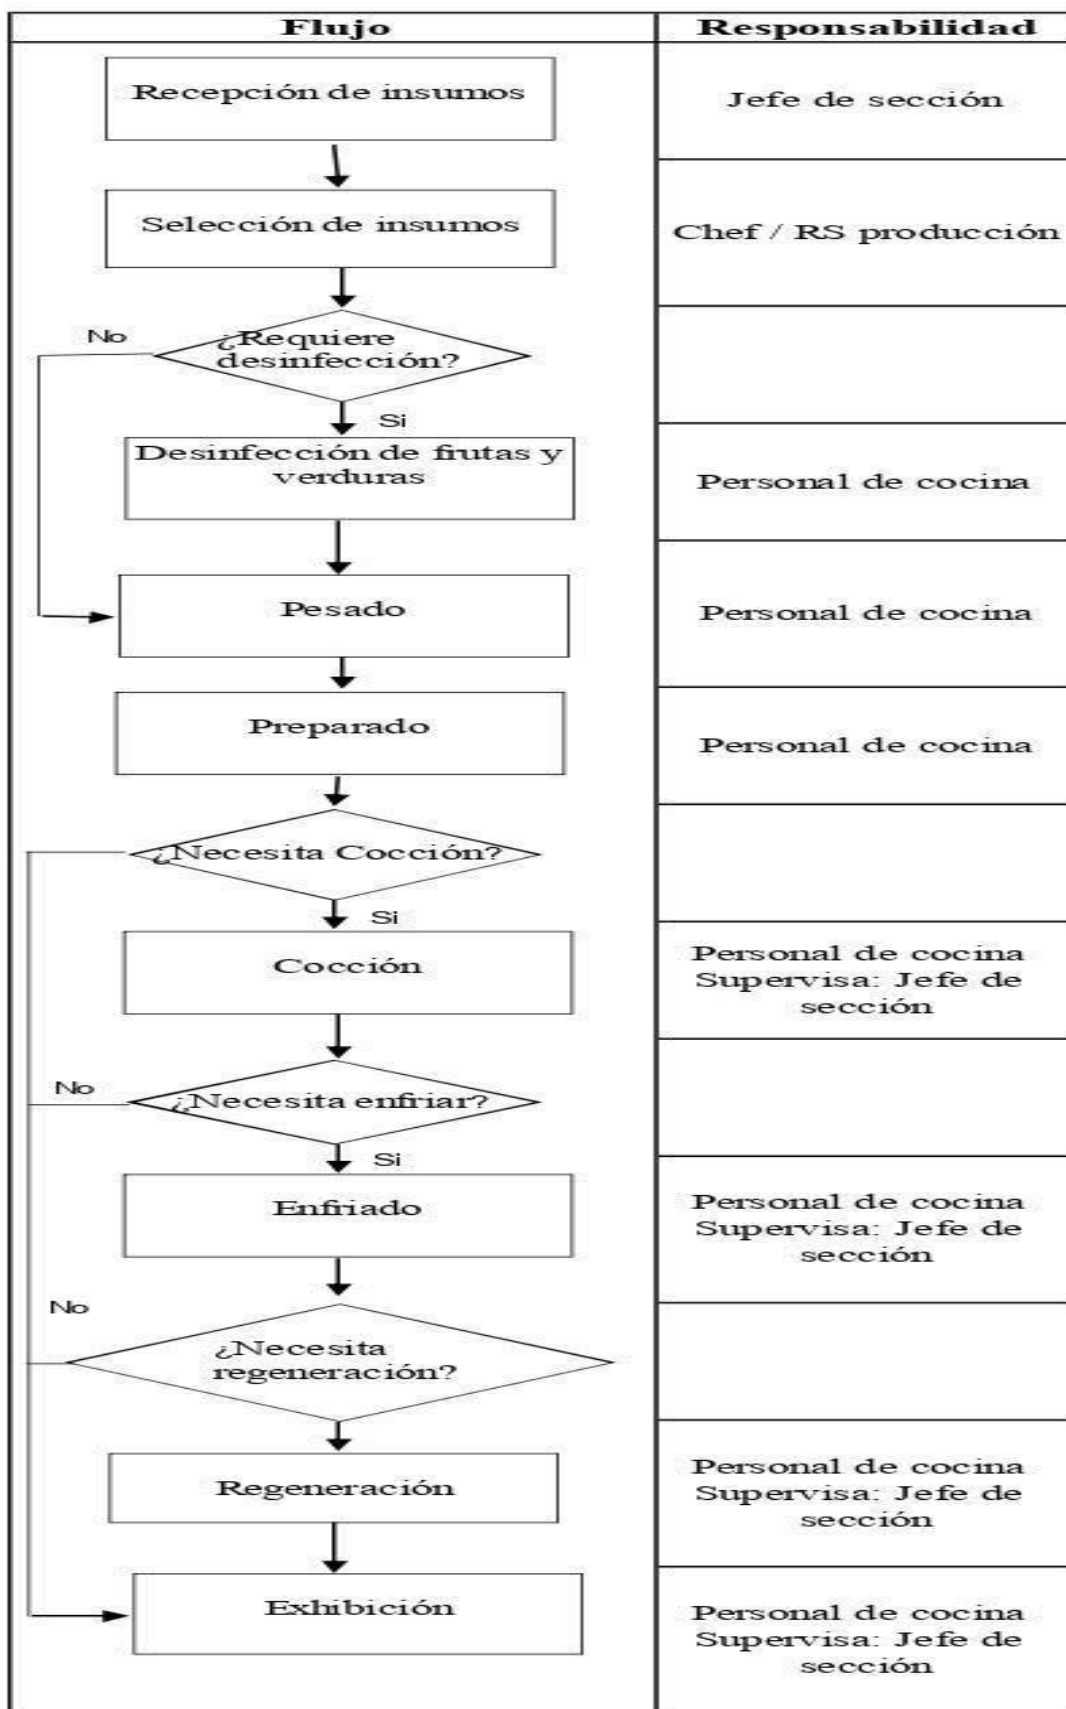 Flujo
Responsabilidad
Recepción de insumos
Jefe de sección
Selección de insumos
Chef / RS producción
No
¿Requiere
desinfección?
Si
Desinfección de frutas y
verduras
Personal de cocina
Pesado
Personal de cocina
Preparado
Personal de cocina
¿Necesita Cocción?
Si
Cocción
Personal de cocina
Supervisa: Jefe de
sección
No
¿Necesita enfriar?
Si
Enfriado
Personal de cocina
Supervisa: Jefe de
sección
No
¿Necesita
regeneración?
Regeneración
Personal de cocina
Supervisa: Jefe de
sección
Exhibición
Personal de cocina
Supervisa: Jefe de
sección